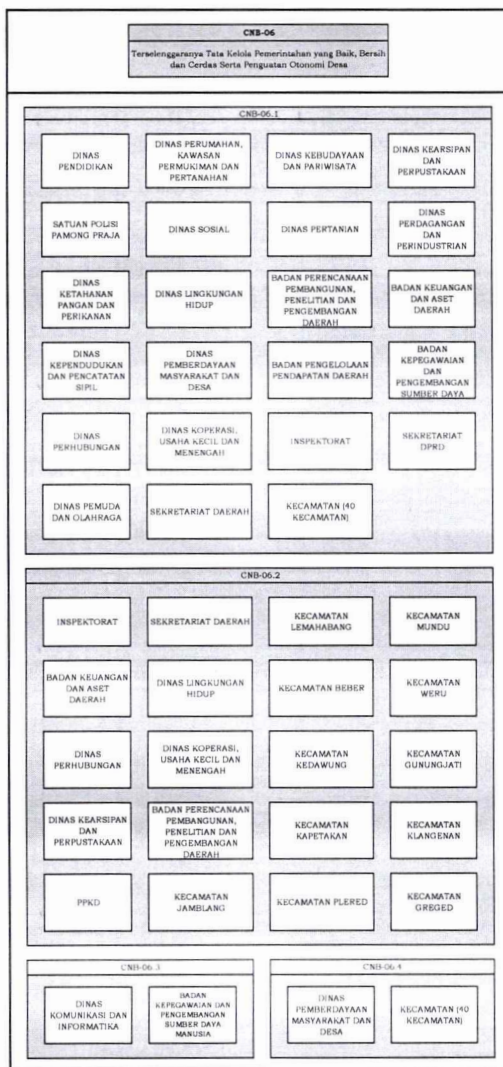 CNB-06
Terselenggaranya Tata Kelola Pemerintahan yang Baik, Bersih
dan Cerdas Serta Penguatan Otonomi Desa
CNB-06.1
DINAS
PENDIDIKAN
DINAS PERUMAHAN,
KAWASAN
PERMUKIMAN DAN
PERTANAHAN
DINAS KEBUDAYAAN
DAN PARIWISATA
DINAS KEARSIPAN
DAN
PERPUSTAKAAN
SATUAN POLISI
PAMONG PRAJA
DINAS SOSIAL
DINAS PERTANIAN
DINAS
PERDAGANGAN
DAN
PERINDUSTRIAN
DINAS
KETAHANAN
PANGAN DAN
PERIKANAN
DINAS LINGKUNGAN
HIDUP
BADAN PERENCANAAN
PEMBANGUNAN,
PENELITIAN DAN
PENGEMBANGAN
DAERAH
BADAN KEUANGAN
DAN ASET
DAERAH
DINAS
KEPENDUDUKAN
DAN PENCATATAN
SIPIL
DINAS
PEMBERDAYAAN
MASYARAKAT DAN
DESA
BADAN PENGELOLAAN
PENDAPATAN DAERAH
BADAN
KEPEGAWAIAN
DAN
PENGEMBANGAN
SUMBER DAYA
DINAS
PERHUBUNGAN
DINAS KOPERASI,
USAHA KECIL DAN
MENENGAH
INSPEKTORAT
SEKRETARIAT
DPRD
DINAS PEMUDA
DAN OLAHRAGA
SEKRETARIAT DAERAH
KECAMATAN (40
KECAMATAN)
CNB-06.2
INSPEKTORAT
SEKRETARIAT DAERAH
KECAMATAN
LEMAHABANG
KECAMATAN
MUNDU
BADAN KEUANGAN
DAN ASET
DAERAH
DINAS LINGKUNGAN
HIDUP
KECAMATAN BEBER
KECAMATAN
WERU
DINAS
PERHUBUNGAN
DINAS KOPERASI,
USAHA KECIL DAN
MENENGAH
KECAMATAN
KEDAWUNG
KECAMATAN
GUNUNGJATI
DINAS KEARSIPAN
DAN
PERPUSTAKAAN
BADAN PERENCANAAN
PEMBANGUNAN,
PENELITIAN DAN
PENGEMBANGAN
DAERAH
KECAMATAN
KAPETAKAN
KECAMATAN
KLANGENAN
PPKD
KECAMATAN
JAMBLANG
KECAMATAN PLERED
KECAMATAN
GREGED
CNB-06.3
DINAS
KOMUNIKASI DAN
INFORMATIKA
BADAN
KEPEGAWAIAN DAN
PENGEMBANGAN
SUMBER DAYA
MANUSIA
CNB-06.4
DINAS
PEMBERDAYAAN
MASYARAKAT DAN
DESA
KECAMATAN (40
KECAMATAN)